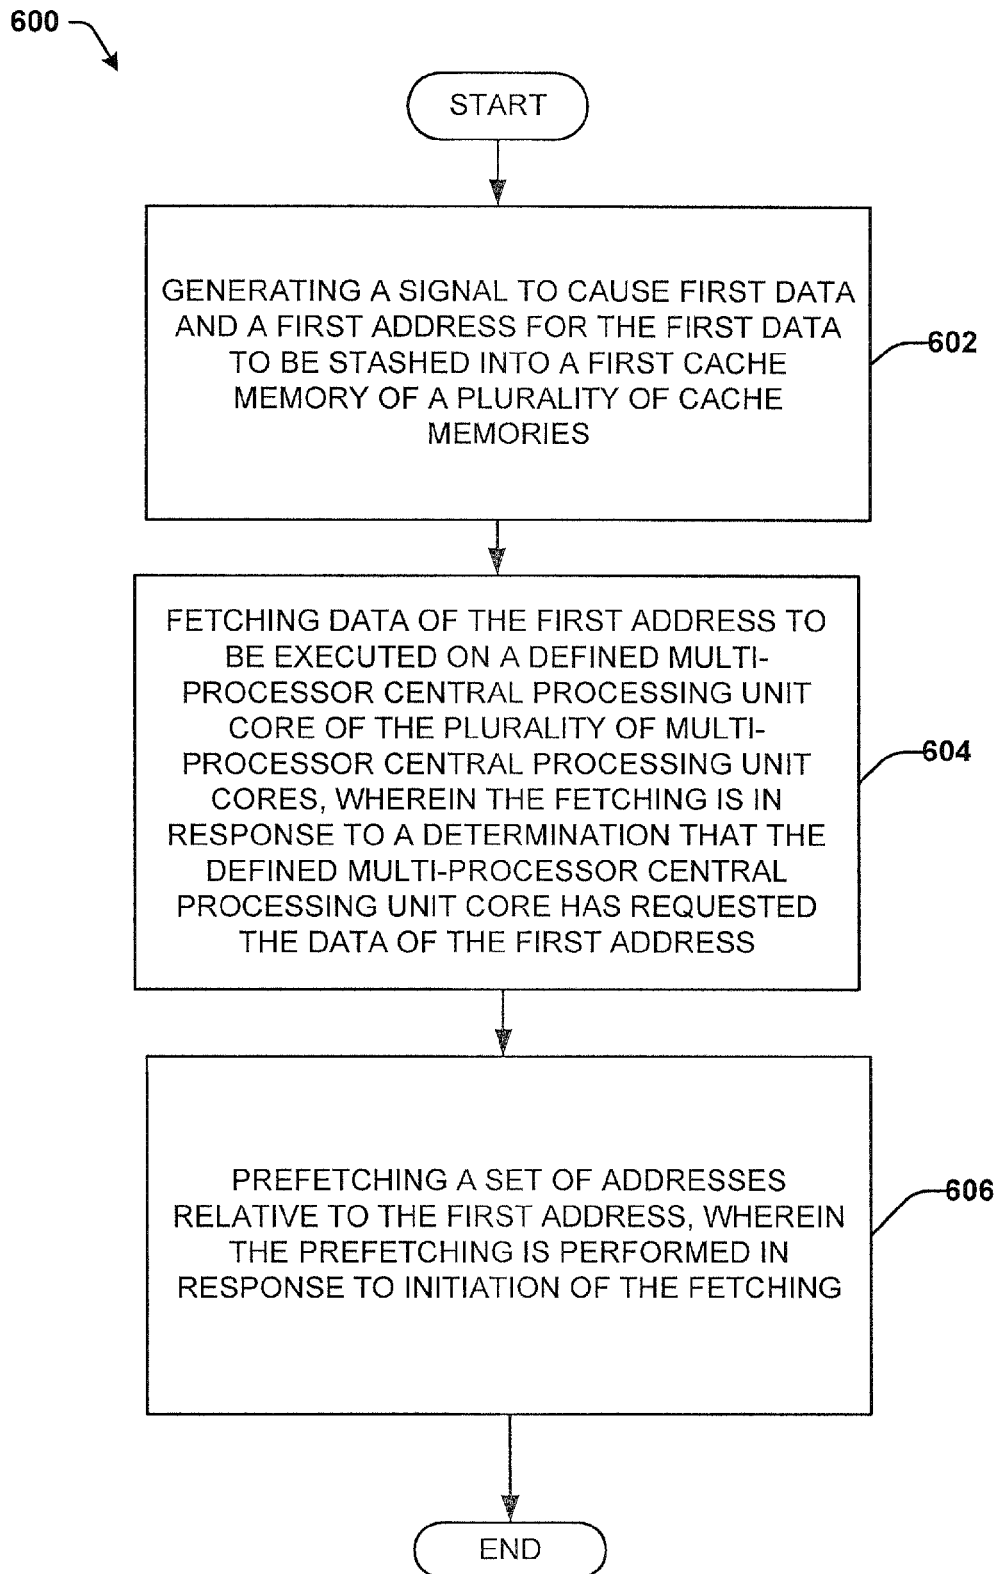 600
START
GENERATING A SIGNAL TO CAUSE FIRST DATA
AND A FIRST ADDRESS FOR THE FIRST DATA
TO BE STASHED INTO A FIRST CACHE
MEMORY OF A PLURALITY OF CACHE
MEMORIES
602
FETCHING DATA OF THE FIRST ADDRESS TO
BE EXECUTED ON A DEFINED MULTI-
PROCESSOR CENTRAL PROCESSING UNIT
CORE OF THE PLURALITY OF MULTI-
PROCESSOR CENTRAL PROCESSING UNIT
CORES, WHEREIN THE FETCHING IS IN
RESPONSE TO A DETERMINATION THAT THE
DEFINED MULTI-PROCESSOR CENTRAL
PROCESSING UNIT CORE HAS REQUESTED
THE DATA OF THE FIRST ADDRESS
604
PREFETCHING A SET OF ADDRESSES
RELATIVE TO THE FIRST ADDRESS, WHEREIN
THE PREFETCHING IS PERFORMED IN
RESPONSE TO INITIATION OF THE FETCHING
606
END